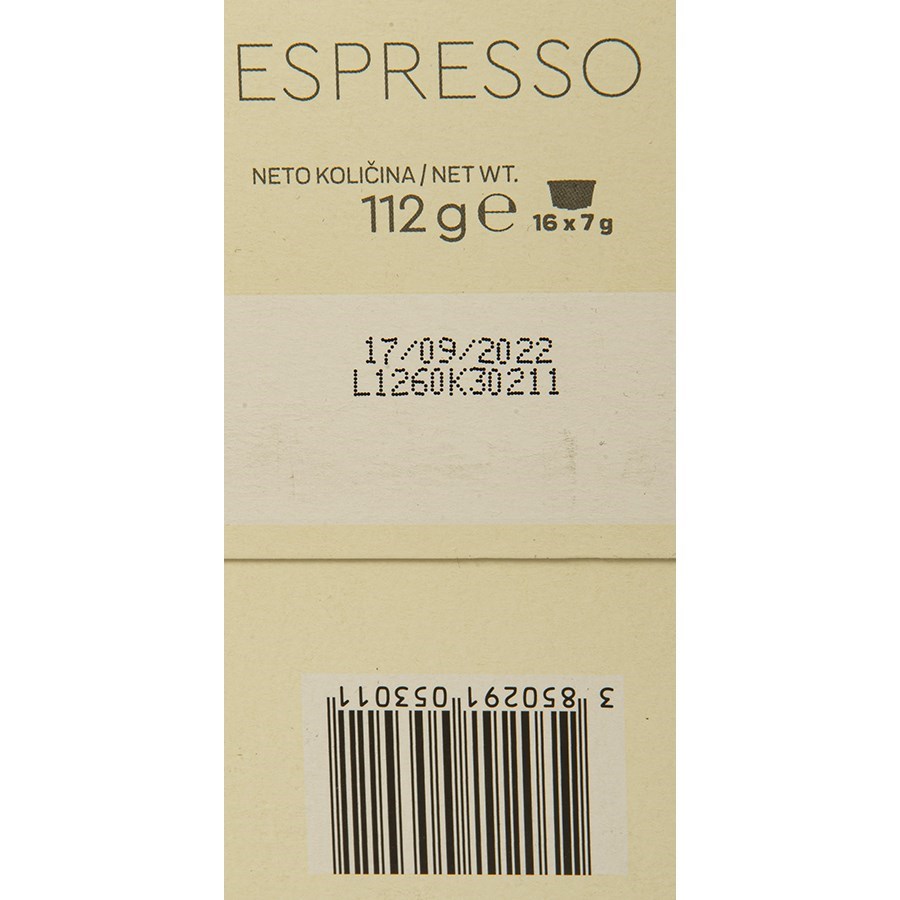 ESPRESSO
NETO KOLIČINA / NET WT.
112 g ℮ 16 x 7 g
17/09/2022
L1260K30211
3 850291 053011